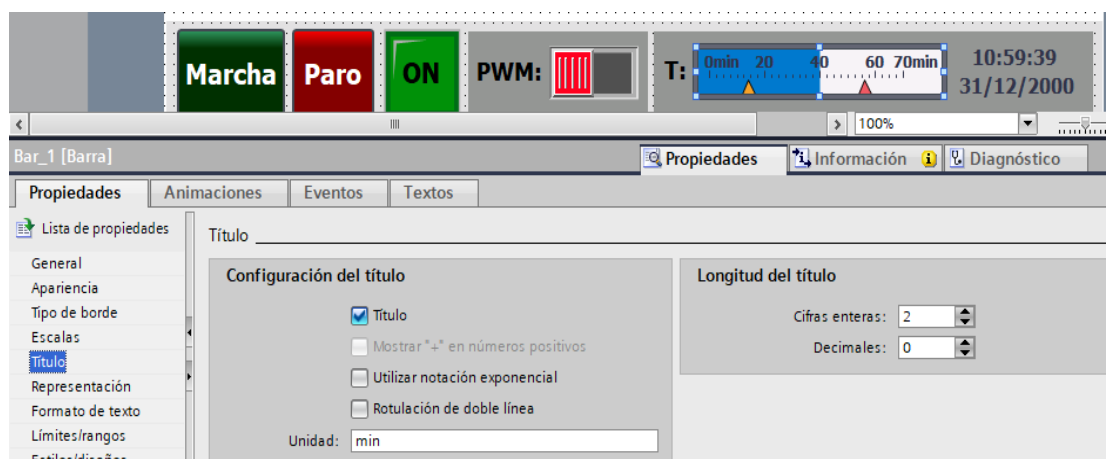 Marcha Paro ON PWM: T: 0min 20 40 60 70min 10:59:39
31/12/2000
100%
Bar_1 [Barra] Propiedades Información Diagnóstico
Propiedades Animaciones Eventos Textos
Lista de propiedades
General
Apariencia
Tipo de borde
Escalas
Título
Representación
Formato de texto
Límites/rangos
Estilos/diseños
Título
Configuración del título
Título
Mostrar "+" en números positivos
Utilizar notación exponencial
Rotulación de doble línea
Unidad: min
Longitud del título
Cifras enteras: 2
Decimales: 0